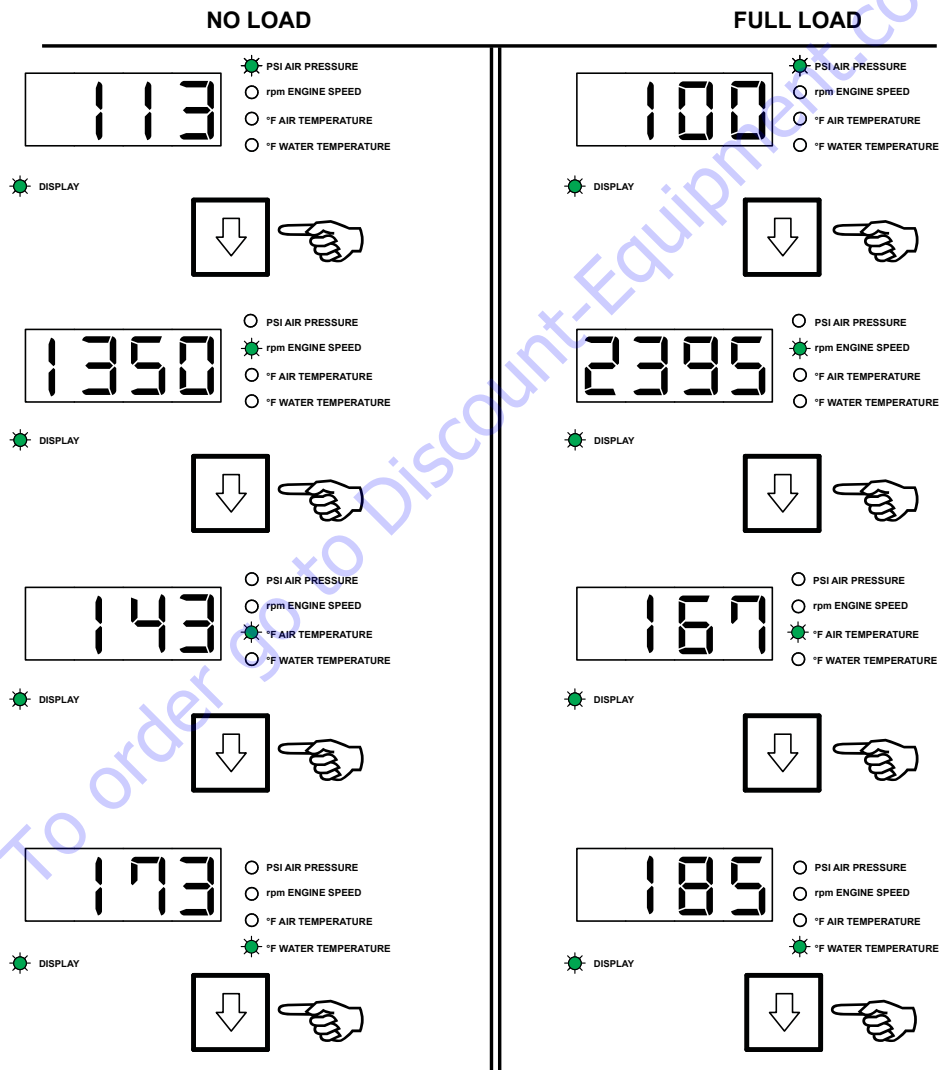 NO LOAD
FULL LOAD
113
PSI AIR PRESSURE
rpm ENGINE SPEED
°F AIR TEMPERATURE
°F WATER TEMPERATURE
DISPLAY
100
PSI AIR PRESSURE
rpm ENGINE SPEED
°F AIR TEMPERATURE
°F WATER TEMPERATURE
DISPLAY
1350
PSI AIR PRESSURE
rpm ENGINE SPEED
°F AIR TEMPERATURE
°F WATER TEMPERATURE
DISPLAY
2395
PSI AIR PRESSURE
rpm ENGINE SPEED
°F AIR TEMPERATURE
°F WATER TEMPERATURE
DISPLAY
143
PSI AIR PRESSURE
rpm ENGINE SPEED
°F AIR TEMPERATURE
°F WATER TEMPERATURE
DISPLAY
167
PSI AIR PRESSURE
rpm ENGINE SPEED
°F AIR TEMPERATURE
°F WATER TEMPERATURE
DISPLAY
173
PSI AIR PRESSURE
rpm ENGINE SPEED
°F AIR TEMPERATURE
°F WATER TEMPERATURE
DISPLAY
185
PSI AIR PRESSURE
rpm ENGINE SPEED
°F AIR TEMPERATURE
°F WATER TEMPERATURE
DISPLAY
To order go to Discount-Equipment.co